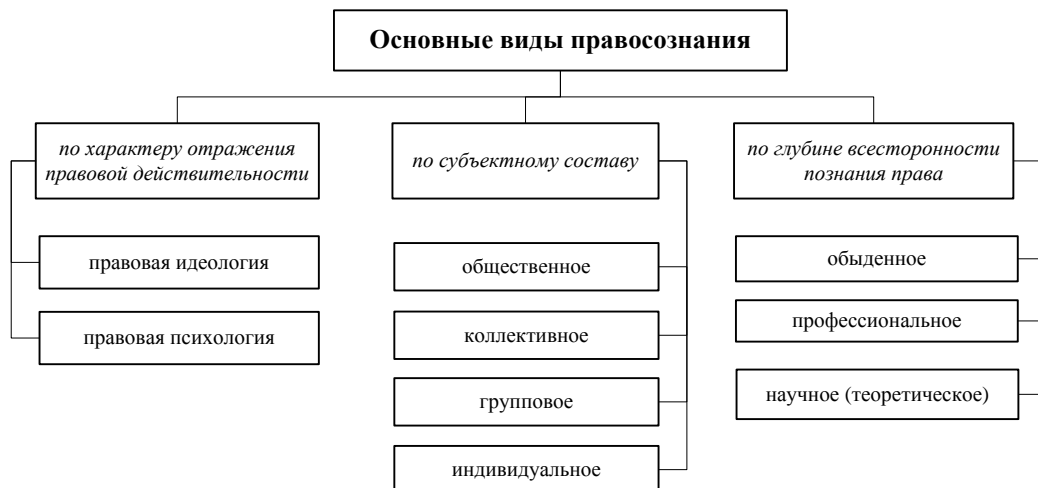 Основные виды правосознания
по характеру отражения
правовой действительности
правовая идеология
правовая психология
по субъектному составу
общественное
коллективное
групповое
индивидуальное
по глубине всесторонности
познания права
обыденное
профессиональное
научное (теоретическое)